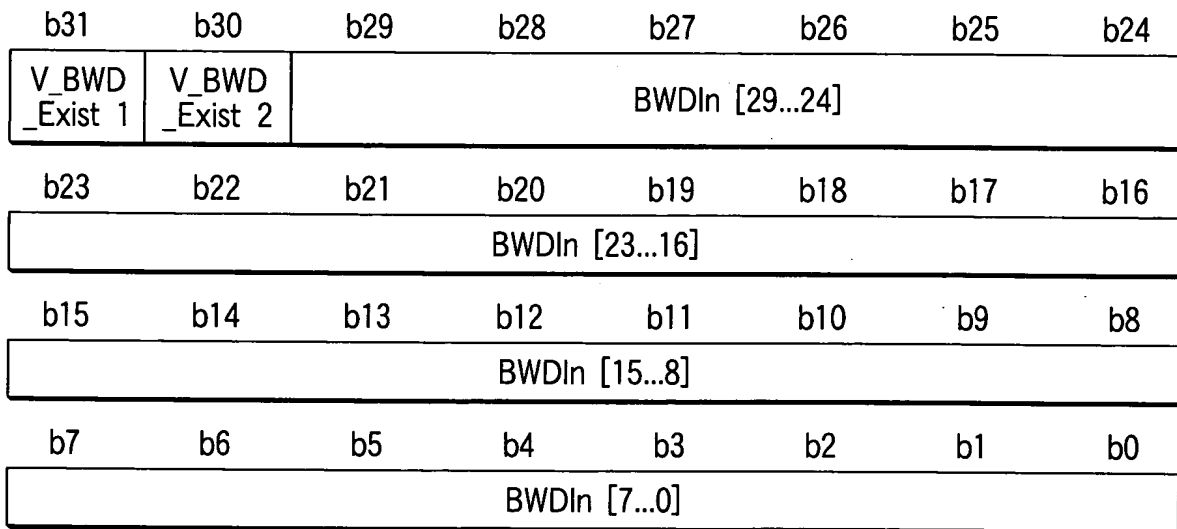 b31 b30 b29 b28 b27 b26 b25 b24
V_BWD V_BWD
_Exist 1 _Exist 2 BWDIn [29...24]
b23 b22 b21 b20 b19 b18 b17 b16
BWDIn [23...16]
b15 b14 b13 b12 b11 b10 b9 b8
BWDIn [15...8]
b7 b6 b5 b4 b3 b2 b1 b0
BWDIn [7...0]